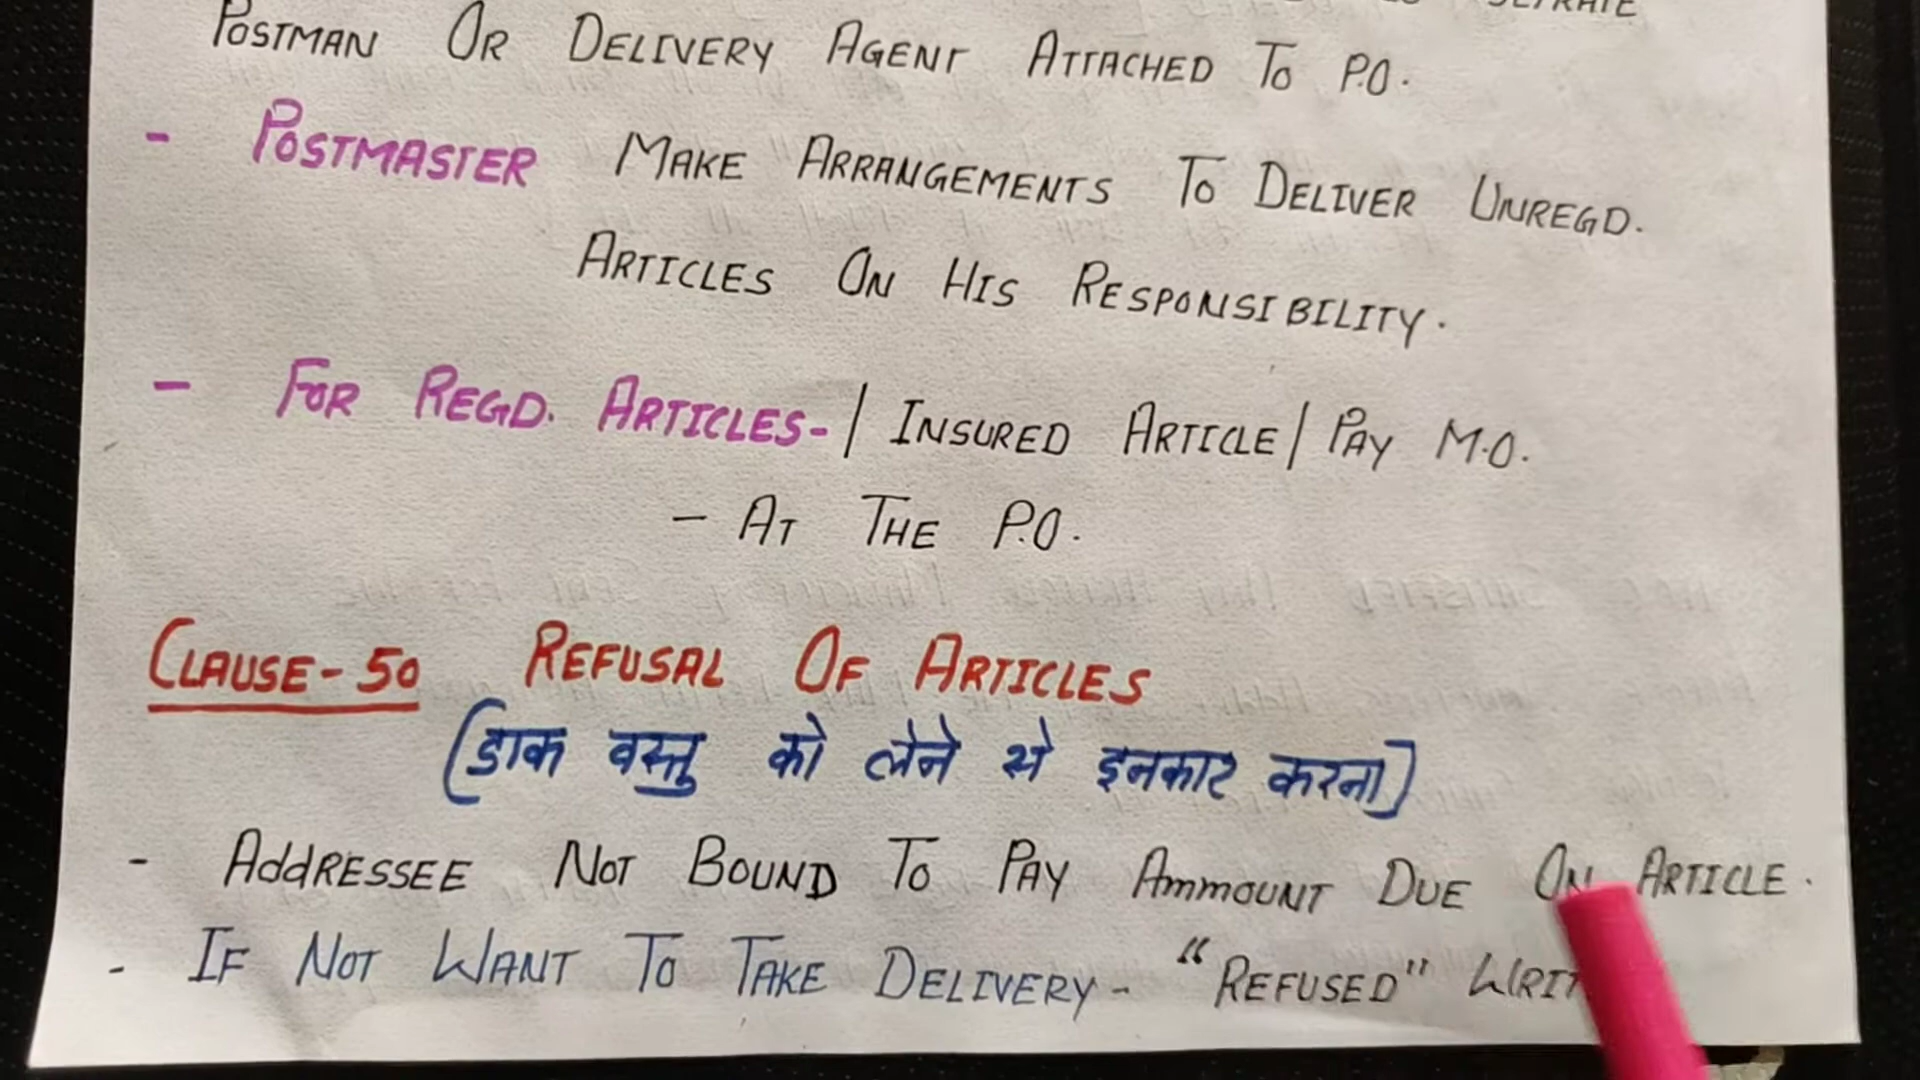 POSTMAN OR DELIVERY AGENT ATTACHED TO P.O.
- POSTMASTER MAKE ARRANGEMENTS TO DELIVER UNREGD.
ARTICLES ON HIS RESPONSIBILITY.
- FOR REGD. ARTICLES-/ INSURED ARTICLE/ PAY M.O.
- AT THE P.O.
CLAUSE-50 REFUSAL OF ARTICLES
(डाक वस्तु को लेने से इनकार करना)
- ADDRESSEE NOT BOUND TO PAY AMMOUNT DUE ON ARTICLE.
- IF NOT WANT TO TAKE DELIVERY- "REFUSED"